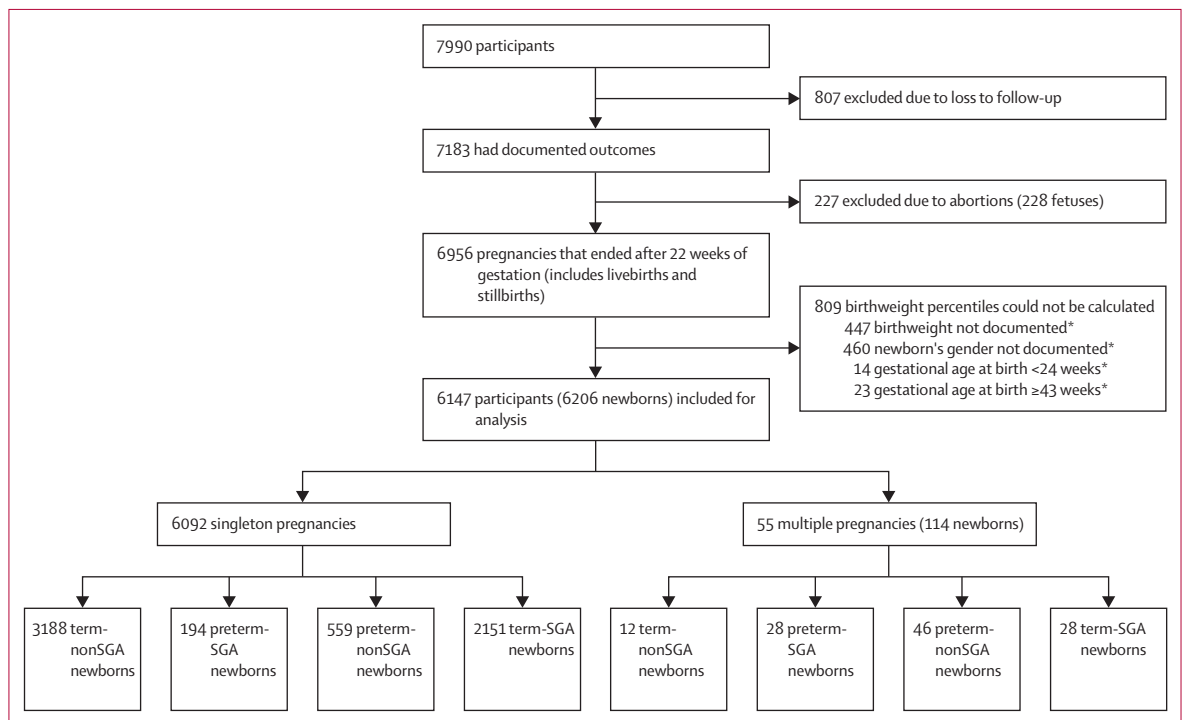 7990 participants
807 excluded due to loss to follow-up
7183 had documented outcomes
227 excluded due to abortions (228 fetuses)
6956 pregnancies that ended after 22 weeks of
gestation (includes livebirths and
stillbirths)
809 birthweight percentiles could not be calculated
447 birthweight not documented*
460 newborn's gender not documented*
14 gestational age at birth <24 weeks*
23 gestational age at birth ≥43 weeks*
6147 participants (6206 newborns) included for
analysis
6092 singleton pregnancies
55 multiple pregnancies (114 newborns)
3188 term-
nonSGA
newborns
194 preterm-
SGA
newborns
559 preterm-
nonSGA
newborns
2151 term-SGA
newborns
12 term-
nonSGA
newborns
28 preterm-
SGA
newborns
46 preterm-
nonSGA
newborns
28 term-SGA
newborns